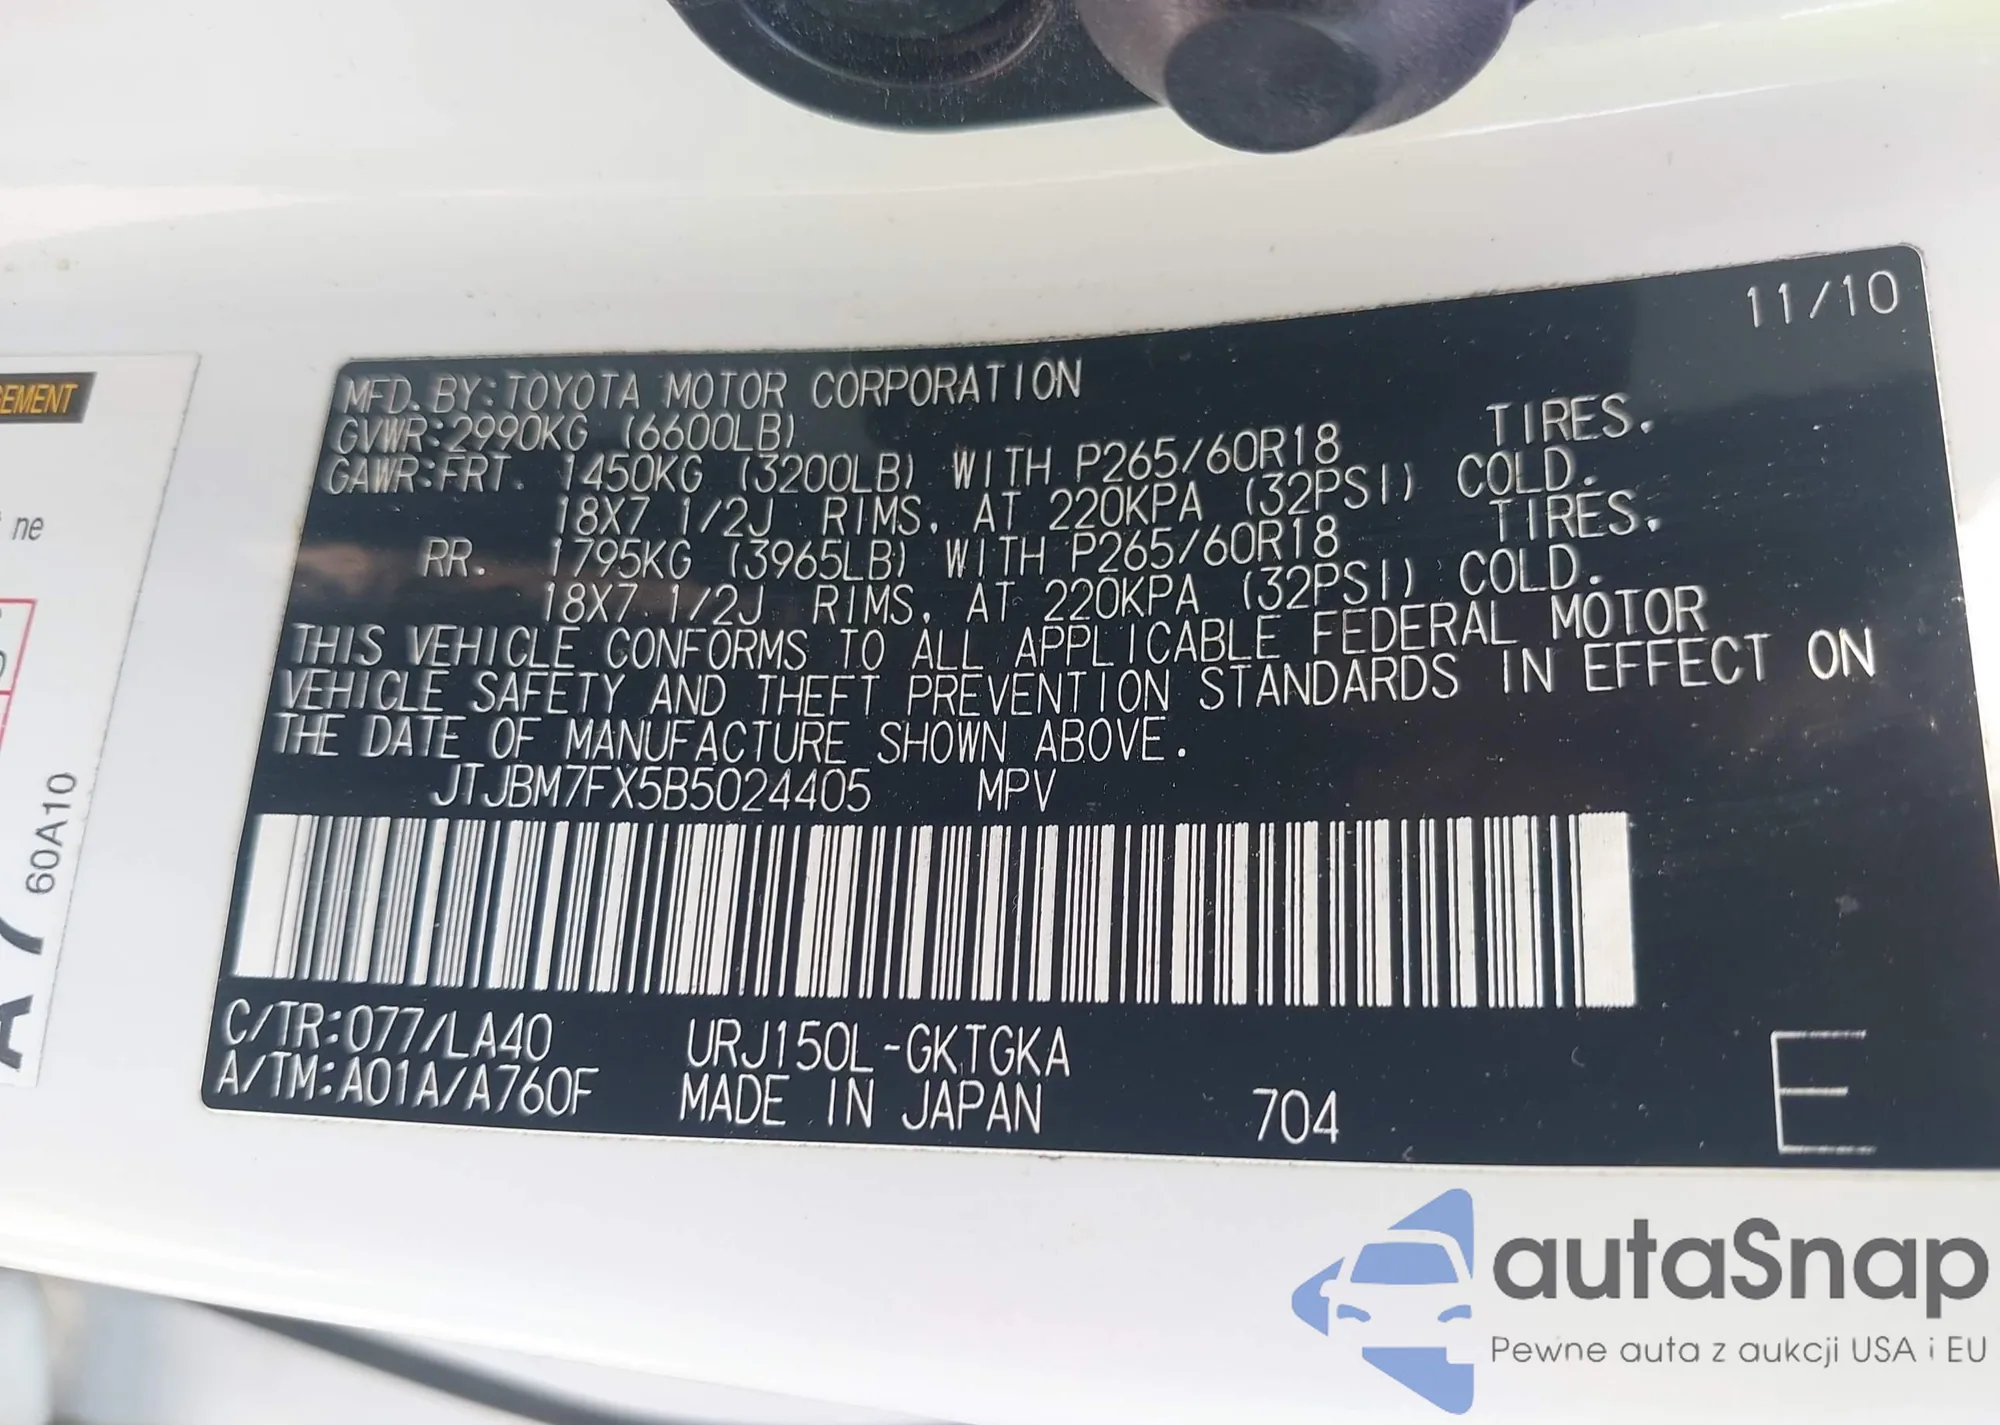 11/10
MFD. BY: TOYOTA MOTOR CORPORATION
GVWR: 2990KG (6600LB)
GAWR: FRT. 1450KG (3200LB) WITH P265/60R18 TIRES.
18X7 1/2J RIMS, AT 220KPA (32PSI) COLD.
RR. 1795KG (3965LB) WITH P265/60R18 TIRES.
18X7 1/2J RIMS, AT 220KPA (32PSI) COLD.
THIS VEHICLE CONFORMS TO ALL APPLICABLE FEDERAL MOTOR
VEHICLE SAFETY AND THEFT PREVENTION STANDARDS IN EFFECT ON
THE DATE OF MANUFACTURE SHOWN ABOVE.
JTJBM7FX5B5024405 MPV
C/TR: 077/LA40 URJ150L-GKTGKA
A/TM: A01A/A760F MADE IN JAPAN 704 E
EMENT
ne
60A10
autaSnap
Pewne auta z aukcji USA i EU